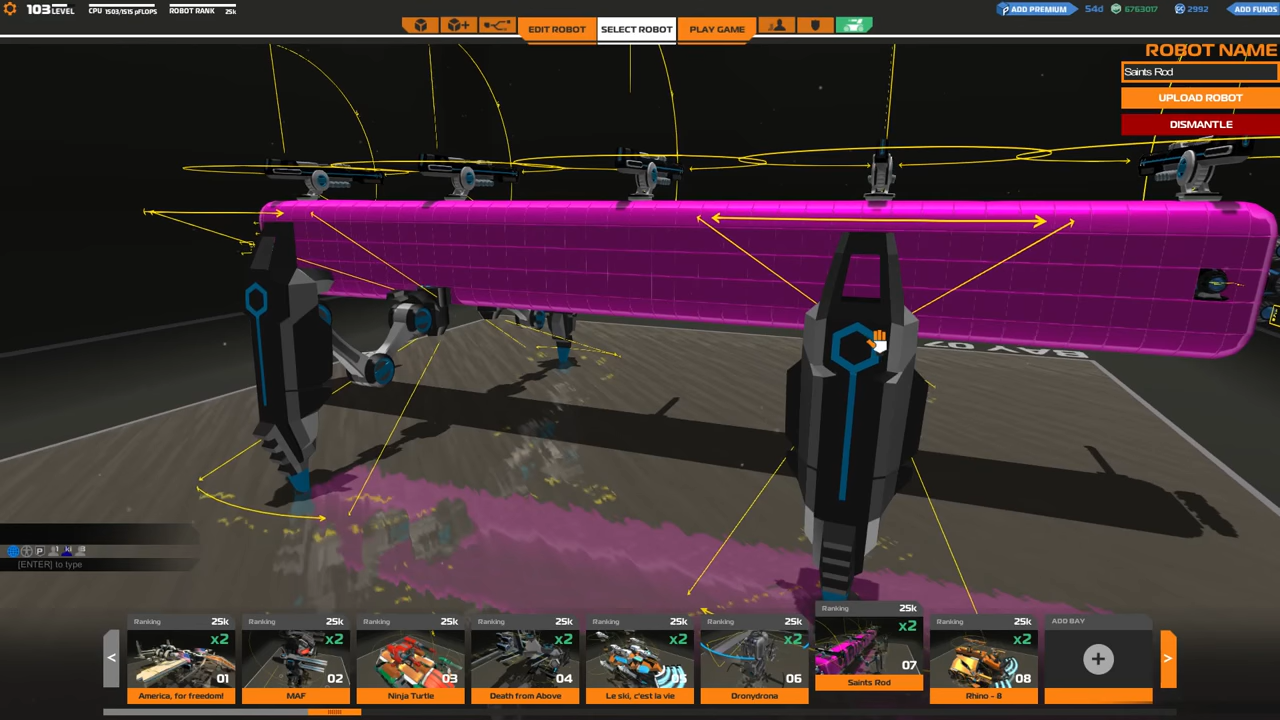 103 LEVEL CPU 1503/1515 pFLOPS ROBOT RANK 25k
ADD PREMIUM 54d 6763017 2992 ADD FUNDS
EDIT ROBOT SELECT ROBOT PLAY GAME
ROBOT NAME
Saints Rod
UPLOAD ROBOT
DISMANTLE
BAY 07
[ENTER] to type
Ranking 25k
x2
01
America, for freedom!
Ranking 25k
x2
02
MAF
Ranking 25k
x2
03
Ninja Turtle
Ranking 25k
x2
04
Death from Above
Ranking 25k
x2
05
Le ski, c'est la vie
Ranking 25k
x2
06
Dronydrona
Ranking 25k
x2
07
Saints Rod
Ranking 25k
x2
08
Rhino - 8
ADD BAY